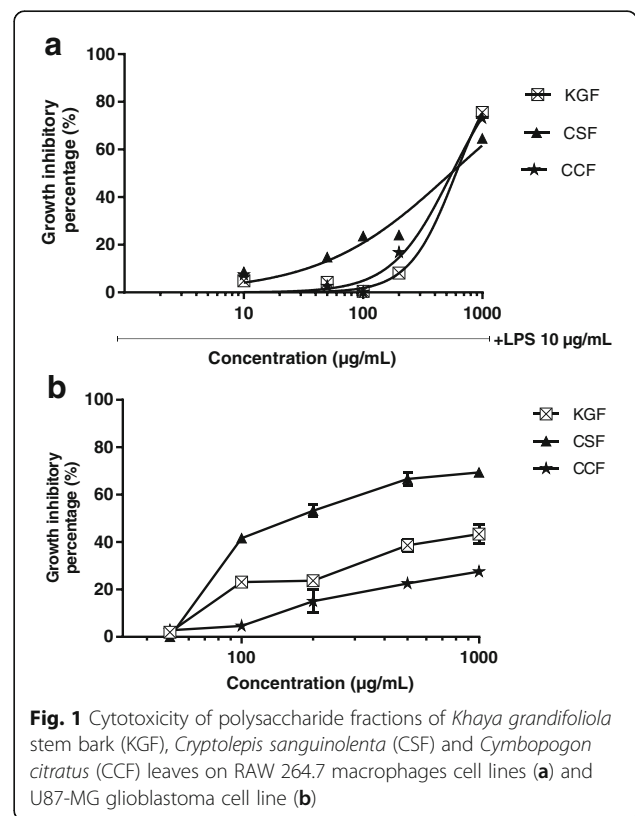 a
Growth inhibitory
percentage (%)
100
80
60
40
20
0
10
100
1000
KGF
CSF
CCF
+LPS 10 µg/mL
Concentration (µg/mL)
b
Growth inhibitory
percentage (%)
100
80
60
40
20
0
100
1000
KGF
CSF
CCF
Concentration (µg/mL)
Fig. 1 Cytotoxicity of polysaccharide fractions of Khaya grandifoliola
stem bark (KGF), Cryptolepis sanguinolenta (CSF) and Cymbopogon
citratus (CCF) leaves on RAW 264.7 macrophages cell lines (a) and
U87-MG glioblastoma cell line (b)